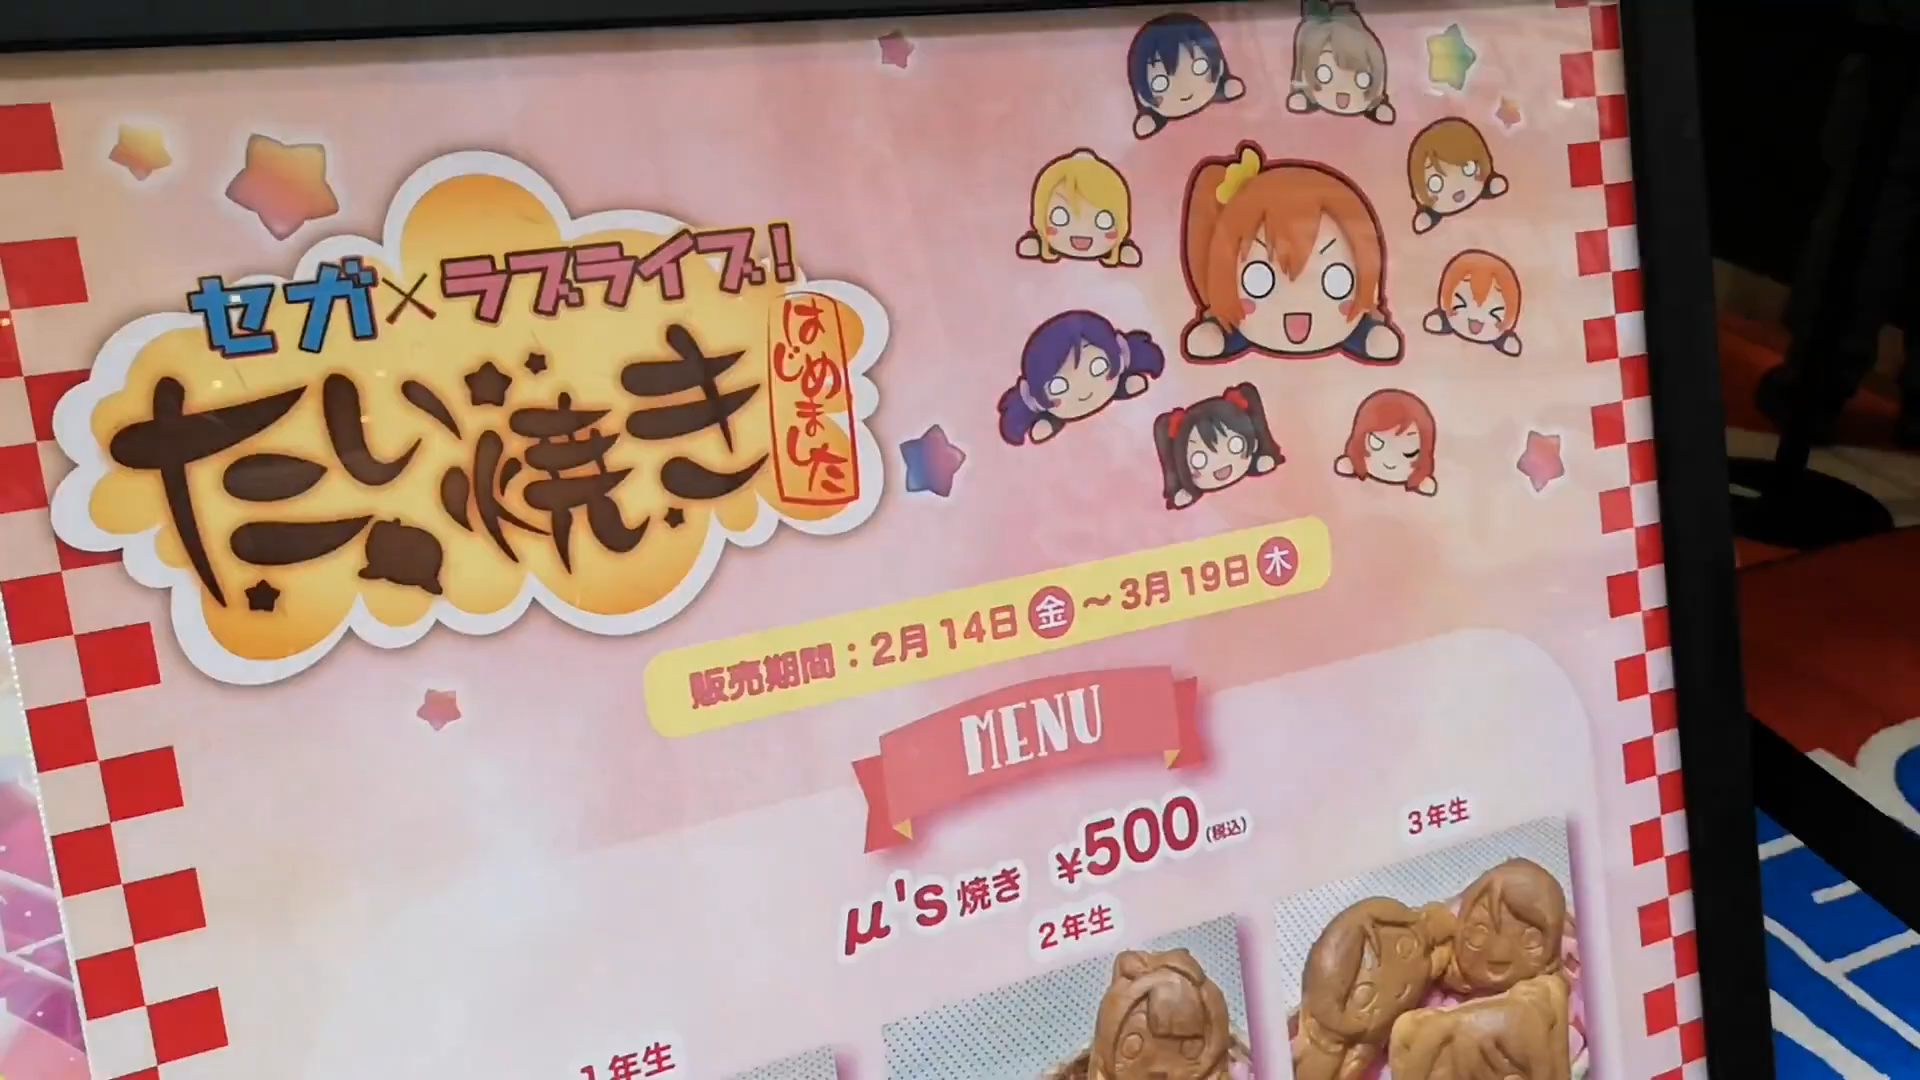 セガ×ラブライブ!
たい焼き
はじめました
販売期間:2月14日金~3月19日木
MENU
μ's焼き ¥500(税込)
1年生
2年生
3年生